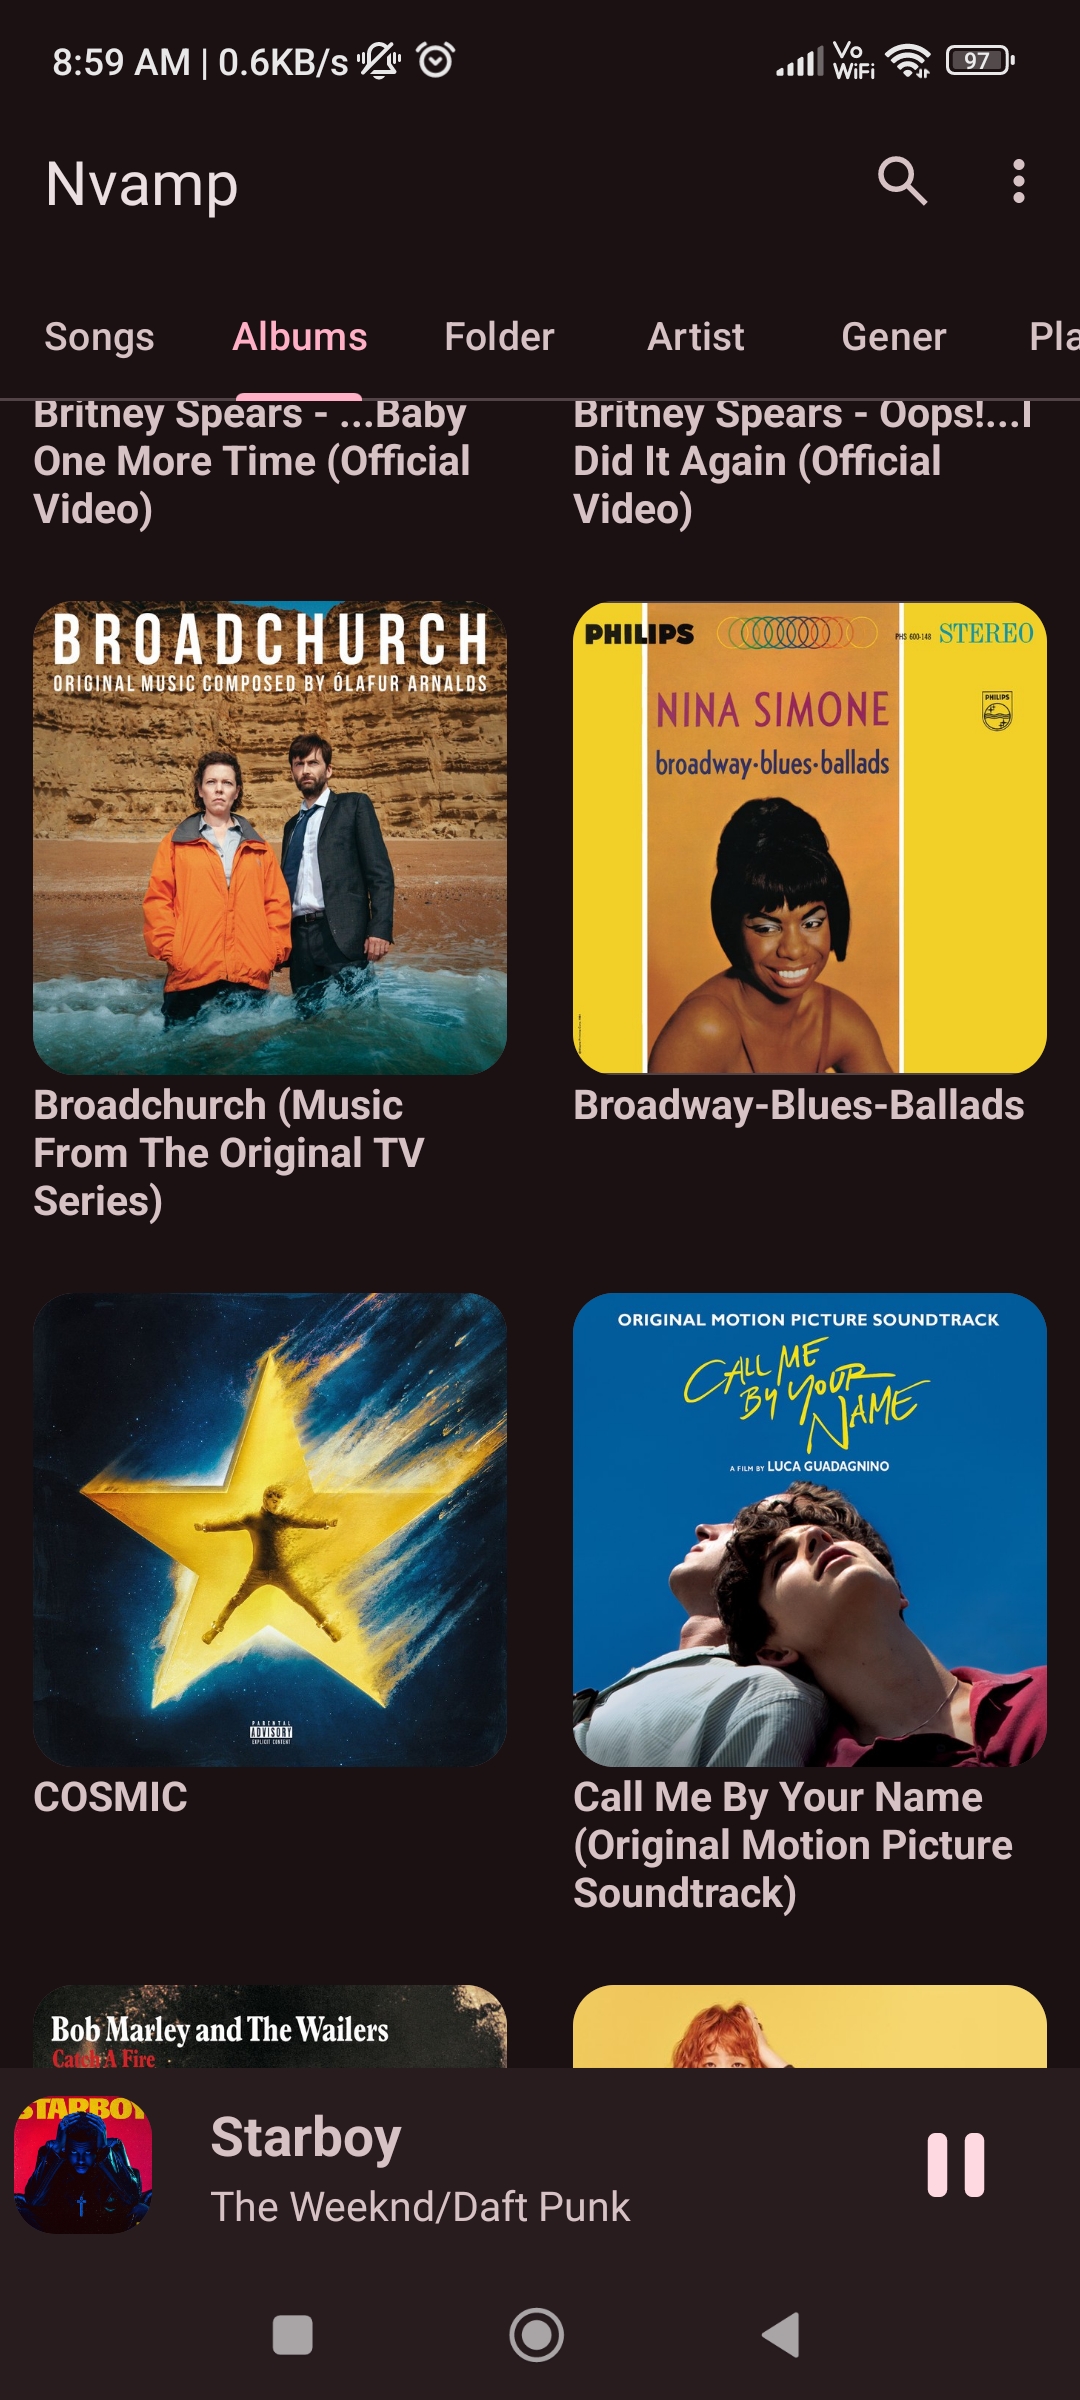 8:59 AM | 0.6KB/s
Vo
WiFi
97
Nvamp
Songs
Albums
Folder
Artist
Gener
Pla
Britney Spears - ...Baby
One More Time (Official
Video)
Britney Spears - Oops!...I
Did It Again (Official
Video)
BROADCHURCH
ORIGINAL MUSIC COMPOSED BY ÓLAFUR ARNALDS
Broadchurch (Music
From The Original TV
Series)
PHILIPS
PHS 600-148 STEREO
PHILIPS
NINA SIMONE
broadway·blues·ballads
Broadway-Blues-Ballads
PARENTAL
ADVISORY
EXPLICIT CONTENT
COSMIC
ORIGINAL MOTION PICTURE SOUNDTRACK
CALL ME
BY YOUR
NAME
A FILM BY LUCA GUADAGNINO
Call Me By Your Name
(Original Motion Picture
Soundtrack)
Bob Marley and The Wailers
Catch A Fire
STARBOY
Starboy
The Weeknd/Daft Punk